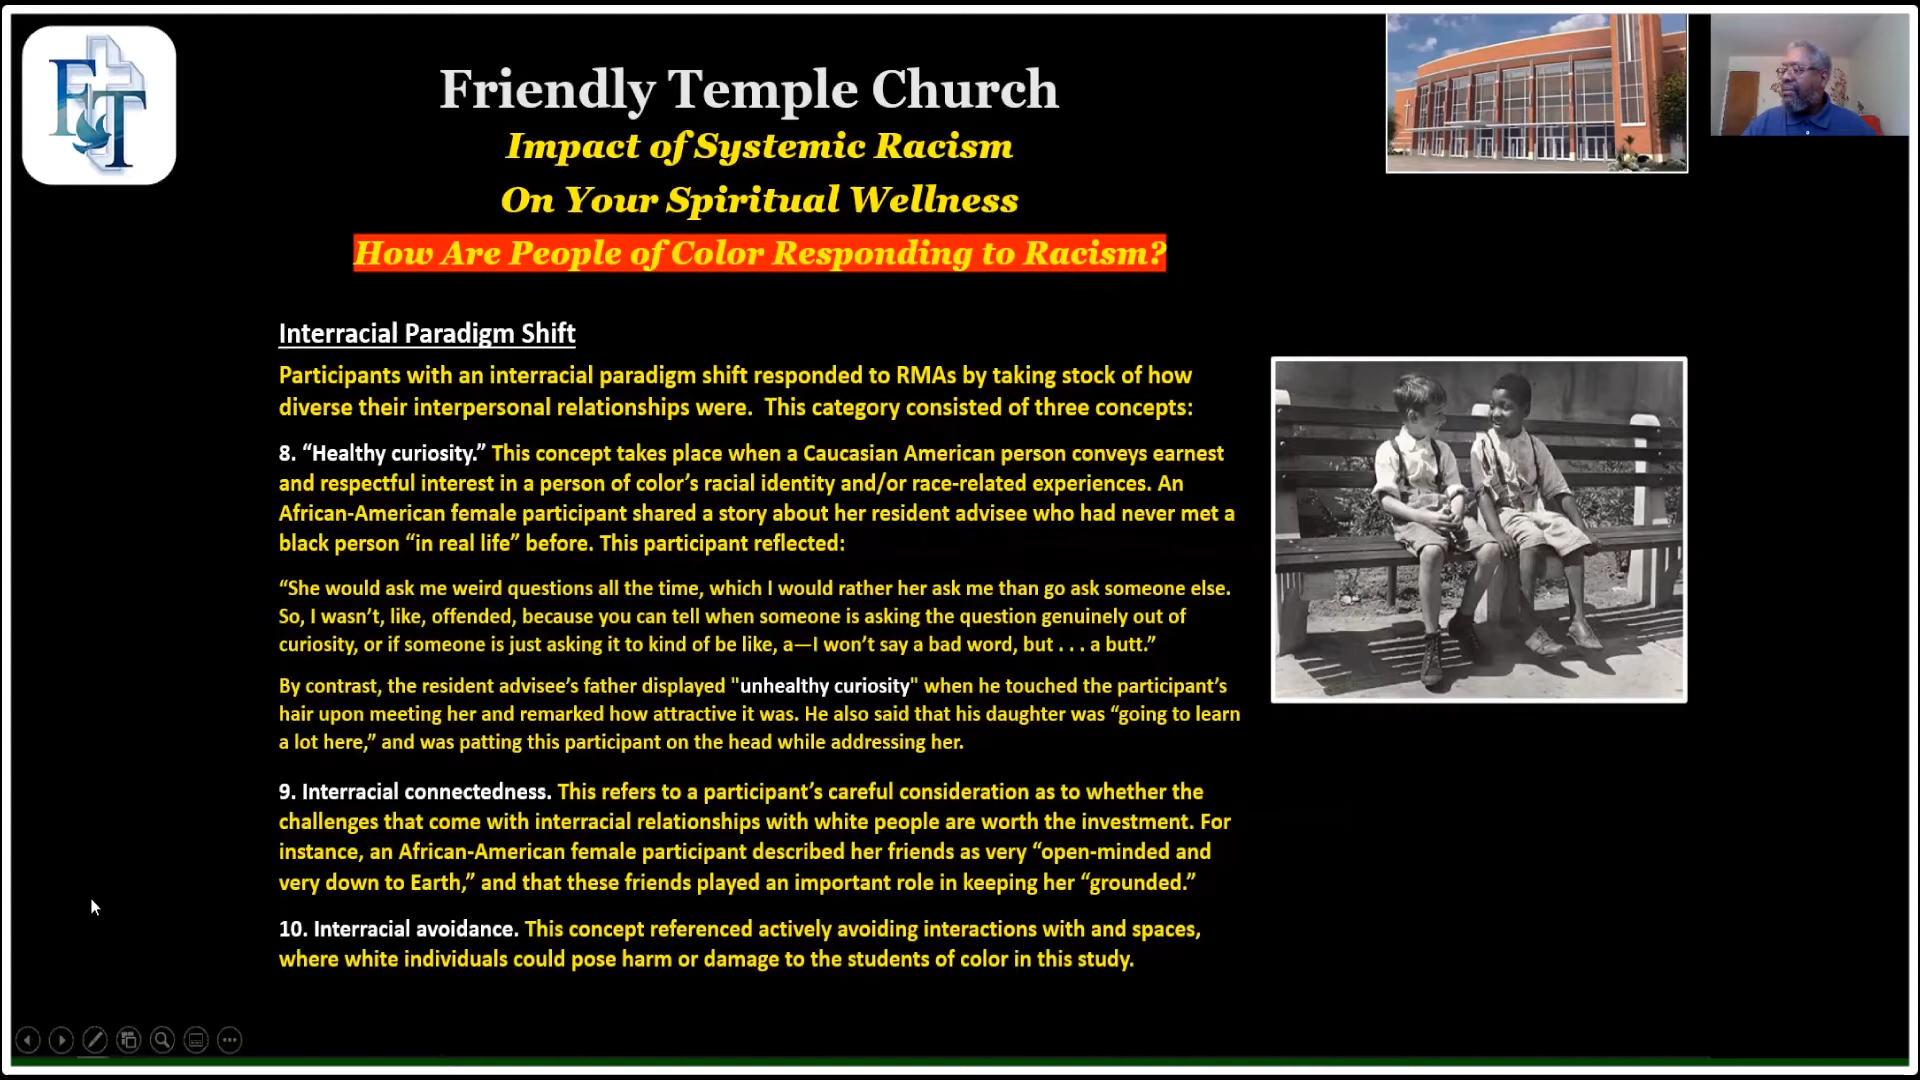 FT
Friendly Temple Church
Impact of Systemic Racism
On Your Spiritual Wellness
How Are People of Color Responding to Racism?
Interracial Paradigm Shift
Participants with an interracial paradigm shift responded to RMAs by taking stock of how
diverse their interpersonal relationships were.  This category consisted of three concepts:
8. “Healthy curiosity.” This concept takes place when a Caucasian American person conveys earnest
and respectful interest in a person of color’s racial identity and/or race-related experiences. An
African-American female participant shared a story about her resident advisee who had never met a
black person “in real life” before. This participant reflected:
“She would ask me weird questions all the time, which I would rather her ask me than go ask someone else.
So, I wasn’t, like, offended, because you can tell when someone is asking the question genuinely out of
curiosity, or if someone is just asking it to kind of be like, a—I won’t say a bad word, but . . . a butt.”
By contrast, the resident advisee’s father displayed "unhealthy curiosity" when he touched the participant’s
hair upon meeting her and remarked how attractive it was. He also said that his daughter was “going to learn
a lot here,” and was patting this participant on the head while addressing her.
9. Interracial connectedness. This refers to a participant’s careful consideration as to whether the
challenges that come with interracial relationships with white people are worth the investment. For
instance, an African-American female participant described her friends as very “open-minded and
very down to Earth,” and that these friends played an important role in keeping her “grounded.”
10. Interracial avoidance. This concept referenced actively avoiding interactions with and spaces,
where white individuals could pose harm or damage to the students of color in this study.